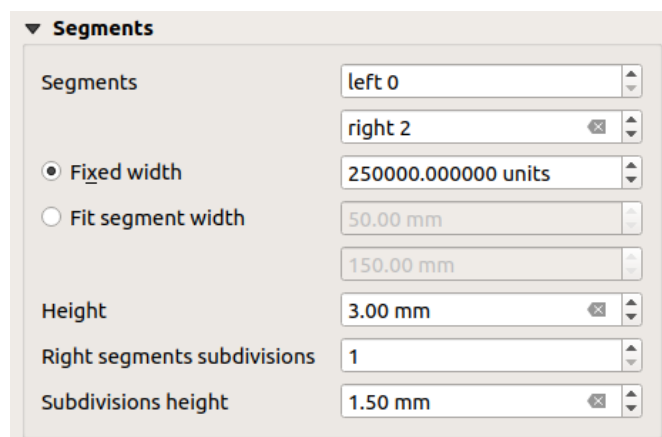 Segments
Segments left 0
right 2
Fixed width 250000.000000 units
Fit segment width 50.00 mm
150.00 mm
Height 3.00 mm
Right segments subdivisions 1
Subdivisions height 1.50 mm